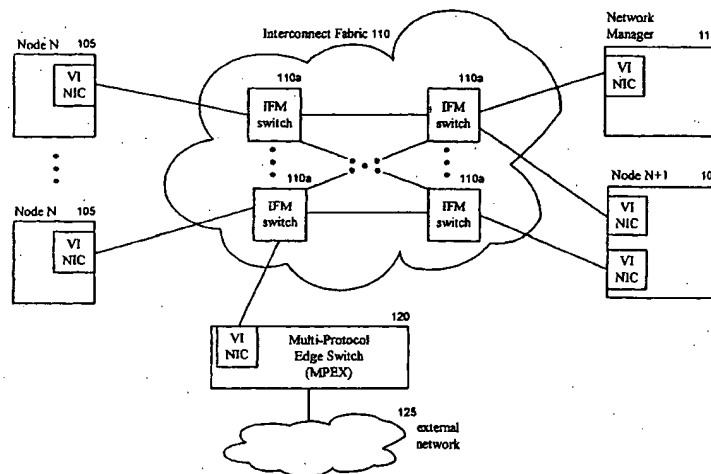 Node N 105
VI
NIC
Interconnect Fabric 110
Network
Manager
VI
NIC
110a
IFM
switch
110a
IFM
switch
110a
IFM
switch
110a
IFM
switch
Node N 105
VI
NIC
Node N+1
VI
NIC
VI
NIC
120
VI
NIC
Multi-Protocol
Edge Switch
(MPEX)
125
external
network